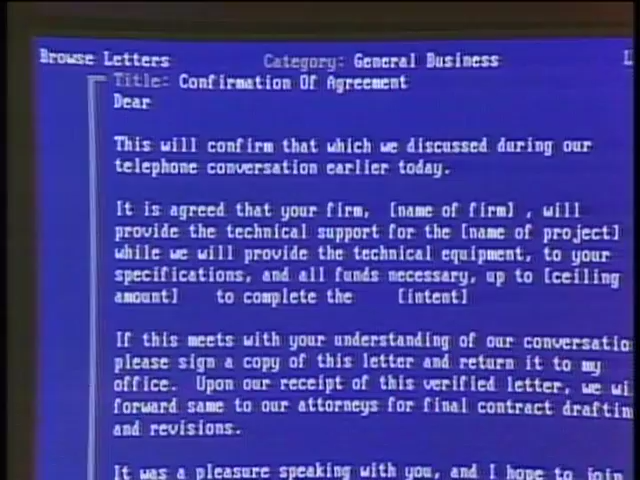 Browse Letters Category: General Business L
Title: Confirmation Of Agreement
Dear
This will confirm that which we discussed during our
telephone conversation earlier today.
It is agreed that your firm, [name of firm] , will
provide the technical support for the [name of project]
while we will provide the technical equipment, to your
specifications, and all funds necessary, up to [ceiling
amount] to complete the [intent]
If this meets with your understanding of our conversatio
please sign a copy of this letter and return it to my
office. Upon our receipt of this verified letter, we wi
forward same to our attorneys for final contract draftin
and revisions.
It was a pleasure speaking with you, and I hope to join